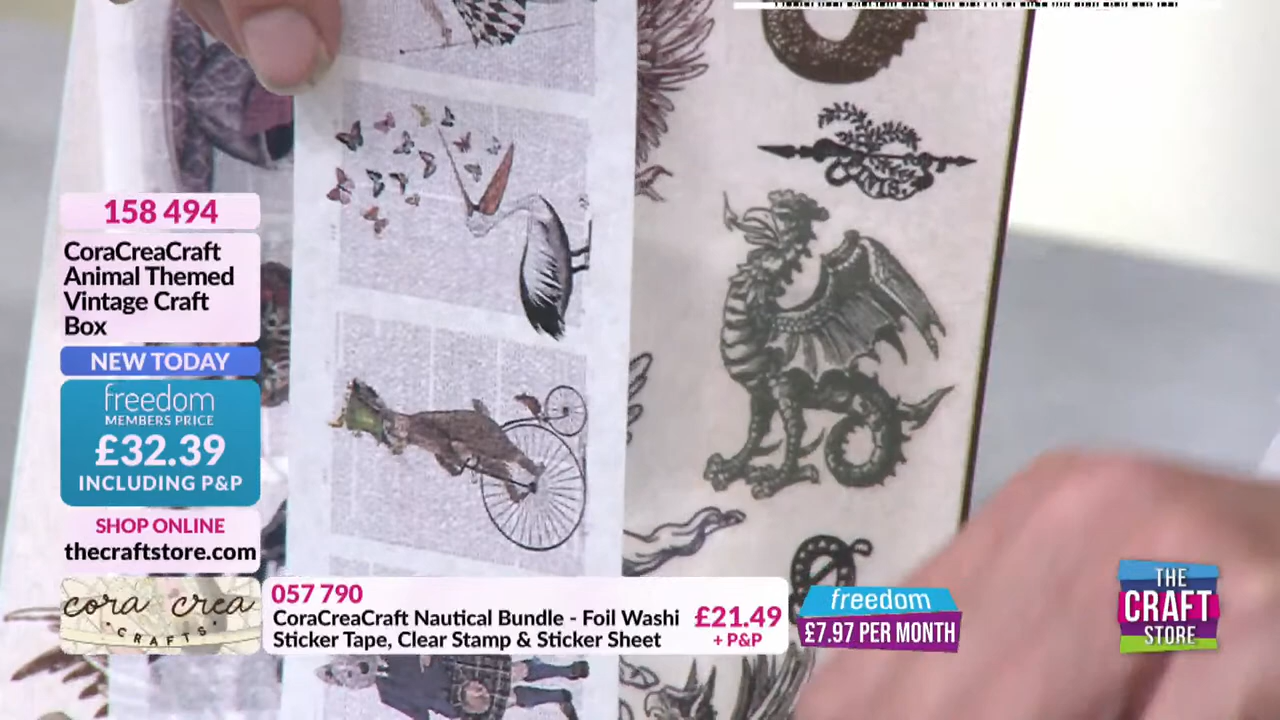 158 494
CoraCreaCraft
Animal Themed
Vintage Craft
Box
NEW TODAY
freedom
MEMBERS PRICE
£32.39
INCLUDING P&P
SHOP ONLINE
thecraftstore.com
cora crea
• CRAFTS •
057 790
CoraCreaCraft Nautical Bundle - Foil Washi
Sticker Tape, Clear Stamp & Sticker Sheet
£21.49
+ P&P
freedom
£7.97 PER MONTH
THE
CRAFT
STORE